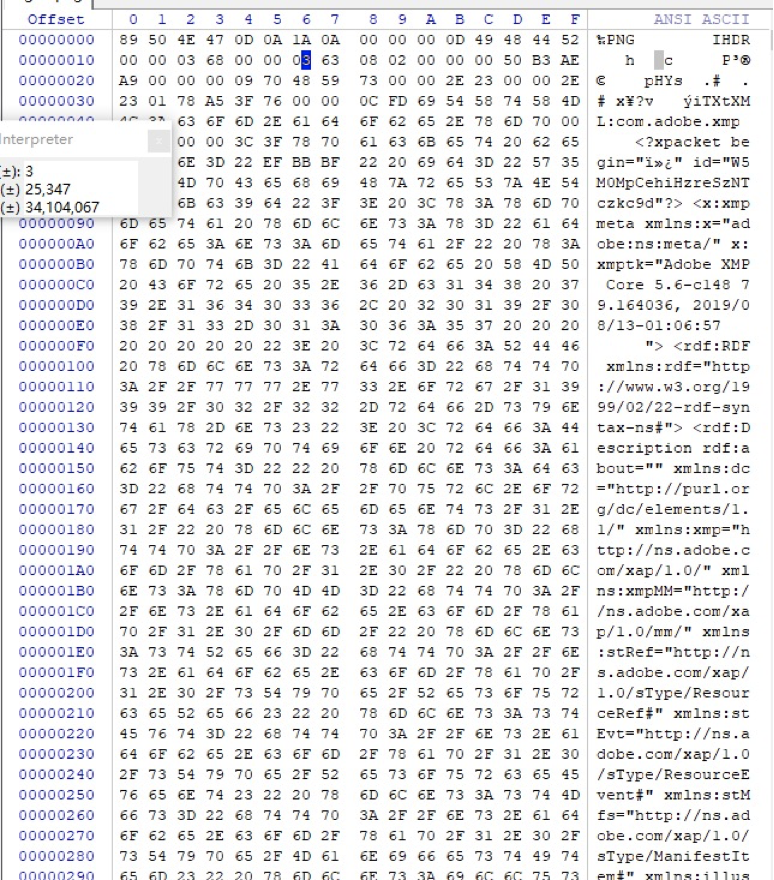 Offset 0 1 2 3 4 5 6 7 8 9 A B C D E F ANSI ASCII
00000000 89 50 4E 47 0D 0A 1A 0A 00 00 00 0D 49 48 44 52 ‰PNG IHDR
00000010 00 00 03 68 00 00 03 63 08 02 00 00 00 50 B3 AE h c P³®
00000020 A9 00 00 00 09 70 48 59 73 00 00 2E 23 00 00 2E © pHYs .# .
00000030 23 01 78 A5 3F 76 00 00 0C FD 69 54 58 74 58 4D # x¥?v ýiTXtXM
00000040 4C 3A 63 6F 6D 2E 61 64 6F 62 65 2E 78 6D 70 00 L:com.adobe.xmp
Interpreter x
00 00 3C 3F 78 70 61 63 6B 65 74 20 62 65 <?xpacket be
(±): 3
6E 3D 22 EF BB BF 22 20 69 64 3D 22 57 35 gin="ï»¿" id="W5
(±) 25,347
4D 70 43 65 68 69 48 7A 72 65 53 7A 4E 54 M0MpCehiHzreSzNT
(±) 34,104,067
6B 63 39 64 22 3F 3E 20 3C 78 3A 78 6D 70 czkc9d"?> <x:xmp
00000090 6D 65 74 61 20 78 6D 6C 6E 73 3A 78 3D 22 61 64 meta xmlns:x="ad
000000A0 6F 62 65 3A 6E 73 3A 6D 65 74 61 2F 22 20 78 3A obe:ns:meta/" x:
000000B0 78 6D 70 74 6B 3D 22 41 64 6F 62 65 20 58 4D 50 xmptk="Adobe XMP
000000C0 20 43 6F 72 65 20 35 2E 36 2D 63 31 34 38 20 37 Core 5.6-c148 7
000000D0 39 2E 31 36 34 30 33 36 2C 20 32 30 31 39 2F 30 9.164036, 2019/0
000000E0 38 2F 31 33 2D 30 31 3A 30 36 3A 35 37 20 20 20 8/13-01:06:57
000000F0 20 20 20 20 20 22 3E 20 3C 72 64 66 3A 52 44 46 "> <rdf:RDF
00000100 20 78 6D 6C 6E 73 3A 72 64 66 3D 22 68 74 74 70 xmlns:rdf="http
00000110 3A 2F 2F 77 77 77 2E 77 33 2E 6F 72 67 2F 31 39 ://www.w3.org/19
00000120 39 39 2F 30 32 2F 32 32 2D 72 64 66 2D 73 79 6E 99/02/22-rdf-syn
00000130 74 61 78 2D 6E 73 23 22 3E 20 3C 72 64 66 3A 44 tax-ns#"> <rdf:D
00000140 65 73 63 72 69 70 74 69 6F 6E 20 72 64 66 3A 61 escription rdf:a
00000150 62 6F 75 74 3D 22 22 20 78 6D 6C 6E 73 3A 64 63 bout="" xmlns:dc
00000160 3D 22 68 74 74 70 3A 2F 2F 70 75 72 6C 2E 6F 72 ="http://purl.or
00000170 67 2F 64 63 2F 65 6C 65 6D 65 6E 74 73 2F 31 2E g/dc/elements/1.
00000180 31 2F 22 20 78 6D 6C 6E 73 3A 78 6D 70 3D 22 68 1/" xmlns:xmp="h
00000190 74 74 70 3A 2F 2F 6E 73 2E 61 64 6F 62 65 2E 63 ttp://ns.adobe.c
000001A0 6F 6D 2F 78 61 70 2F 31 2E 30 2F 22 20 78 6D 6C om/xap/1.0/" xml
000001B0 6E 73 3A 78 6D 70 4D 4D 3D 22 68 74 74 70 3A 2F ns:xmpMM="http:/
000001C0 2F 6E 73 2E 61 64 6F 62 65 2E 63 6F 6D 2F 78 61 /ns.adobe.com/xa
000001D0 70 2F 31 2E 30 2F 6D 6D 2F 22 20 78 6D 6C 6E 73 p/1.0/mm/" xmlns
000001E0 3A 73 74 52 65 66 3D 22 68 74 74 70 3A 2F 2F 6E :stRef="http://n
000001F0 73 2E 61 64 6F 62 65 2E 63 6F 6D 2F 78 61 70 2F s.adobe.com/xap/
00000200 31 2E 30 2F 73 54 79 70 65 2F 52 65 73 6F 75 72 1.0/sType/Resour
00000210 63 65 52 65 66 23 22 20 78 6D 6C 6E 73 3A 73 74 ceRef#" xmlns:st
00000220 45 76 74 3D 22 68 74 74 70 3A 2F 2F 6E 73 2E 61 Evt="http://ns.a
00000230 64 6F 62 65 2E 63 6F 6D 2F 78 61 70 2F 31 2E 30 dobe.com/xap/1.0
00000240 2F 73 54 79 70 65 2F 52 65 73 6F 75 72 63 65 45 /sType/ResourceE
00000250 76 65 6E 74 23 22 20 78 6D 6C 6E 73 3A 73 74 4D vent#" xmlns:stM
00000260 66 73 3D 22 68 74 74 70 3A 2F 2F 6E 73 2E 61 64 fs="http://ns.ad
00000270 6F 62 65 2E 63 6F 6D 2F 78 61 70 2F 31 2E 30 2F obe.com/xap/1.0/
00000280 73 54 79 70 65 2F 4D 61 6E 69 66 65 73 74 49 74 sType/ManifestIt
00000290 65 6D 23 22 20 78 6D 6C 6E 73 3A 69 6C 6C 75 73 em#" xmlns:illus